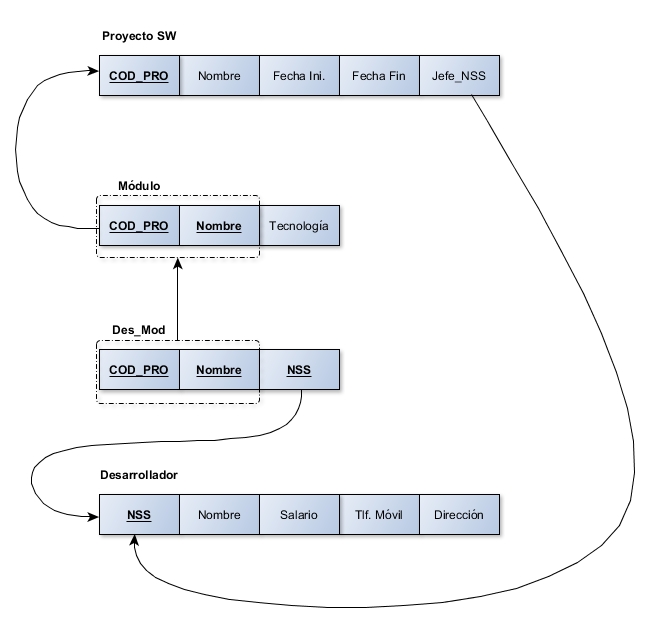 Proyecto SW
COD_PRO Nombre Fecha Ini. Fecha Fin Jefe_NSS
Módulo
COD_PRO Nombre Tecnología
Des_Mod
COD_PRO Nombre NSS
Desarrollador
NSS Nombre Salario Tlf. Móvil Dirección